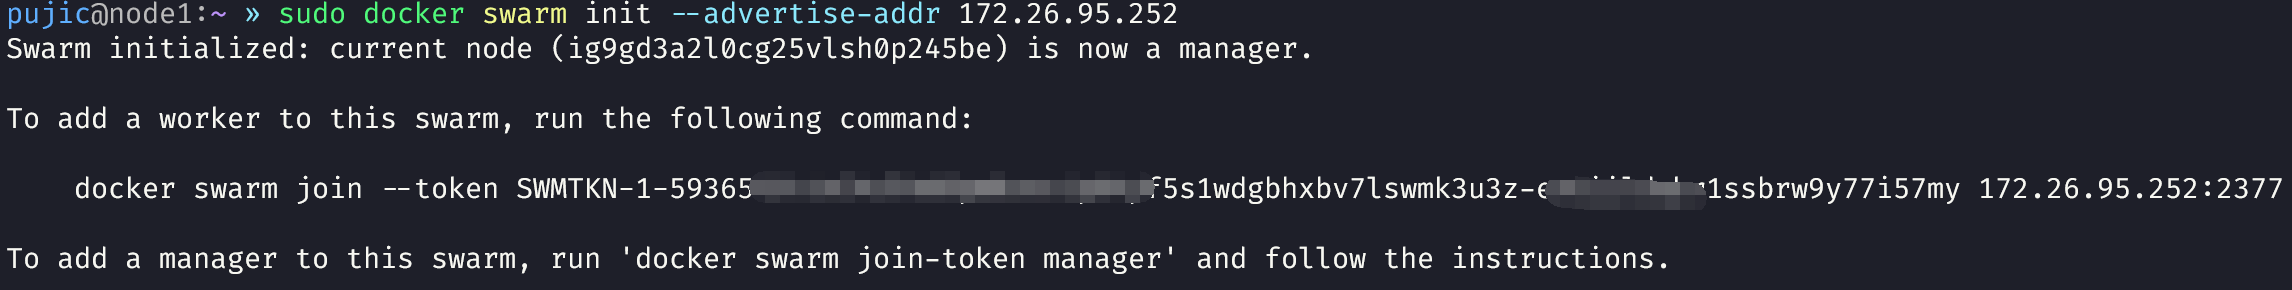 pujic@node1:~ » sudo docker swarm init --advertise-addr 172.26.95.252
Swarm initialized: current node (ig9gd3a2l0cg25vlsh0p245be) is now a manager.
To add a worker to this swarm, run the following command:
docker swarm join --token SWMTKN-1-59365 f5s1wdgbhxbv7lswmk3u3z-e 1ssbrw9y77i57my 172.26.95.252:2377
To add a manager to this swarm, run 'docker swarm join-token manager' and follow the instructions.